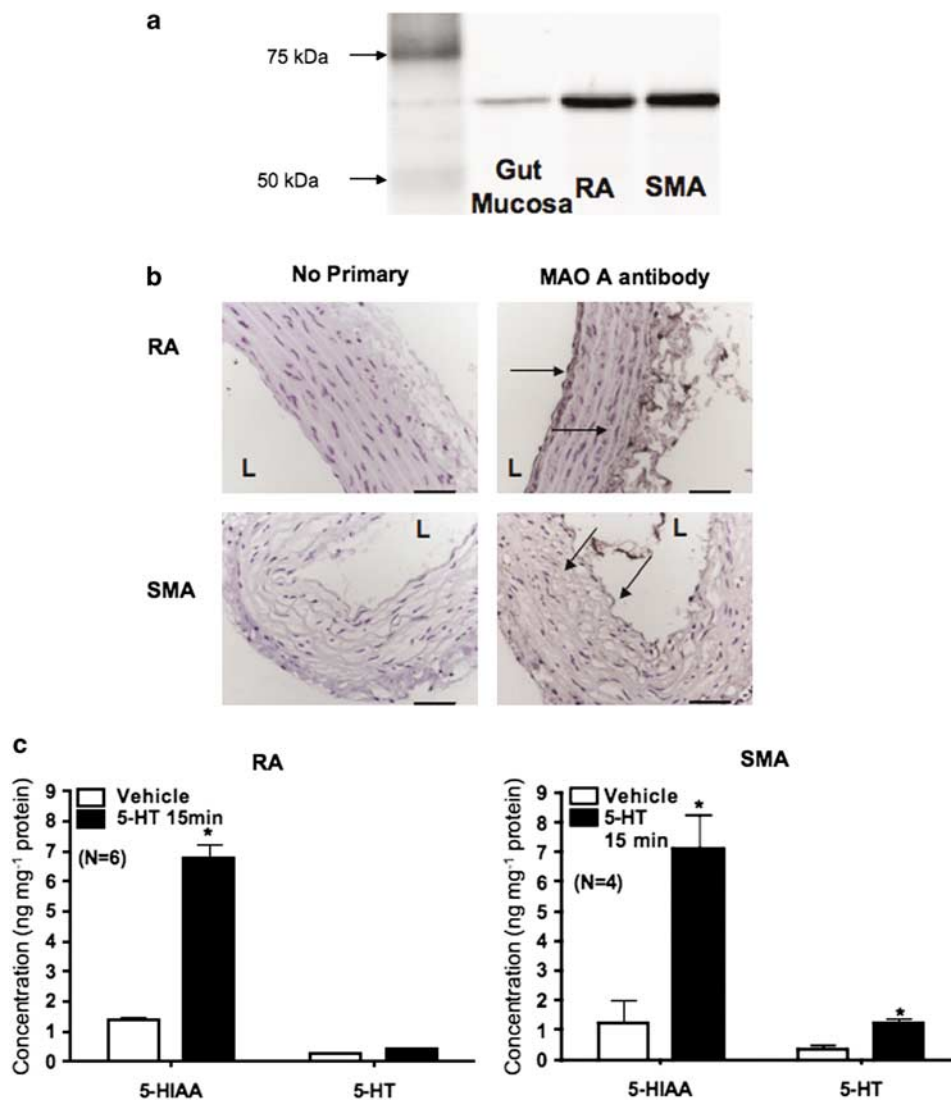 a
75 kDa
50 kDa
Gut
Mucosa
RA
SMA
b
No Primary
MAO A antibody
RA
L
L
SMA
L
L
c
RA
Concentration (ng mg⁻¹ protein)
9
8
7
6
5
4
3
2
1
0
Vehicle
5-HT 15min
*
(N=6)
5-HIAA
5-HT
SMA
Concentration (ng mg⁻¹ protein)
9
8
7
6
5
4
3
2
1
0
Vehicle
5-HT
15 min
*
(N=4)
*
5-HIAA
5-HT